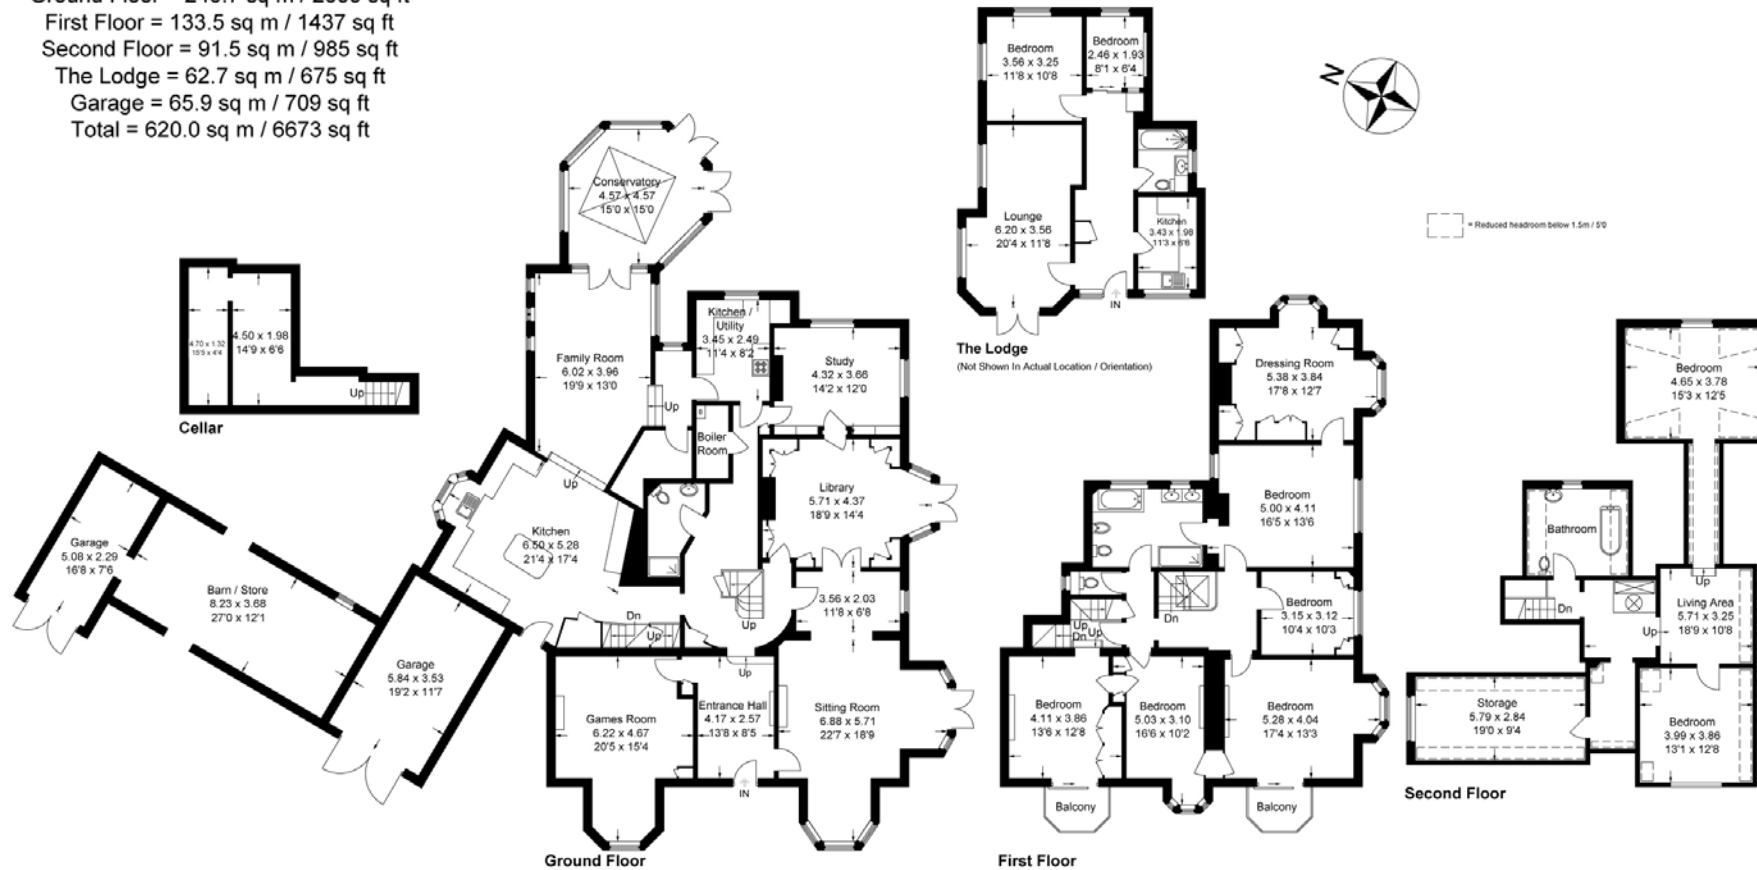 First Floor = 133.5 sq m / 1437 sq ft
Second Floor = 91.5 sq m / 985 sq ft
The Lodge = 62.7 sq m / 675 sq ft
Garage = 65.9 sq m / 709 sq ft
Total = 620.0 sq m / 6673 sq ft
Bedroom
3.56 x 3.25
11'8 x 10'8
Bedroom
2.46 x 1.93
8'1 x 6'4
Lounge
6.20 x 3.56
20'4 x 11'8
Kitchen
3.43 x 1.98
11'3 x 6'6
IN
The Lodge
(Not Shown In Actual Location / Orientation)
N
= Reduced headroom below 1.5m / 5'0
4.70 x 1.32
15'5 x 4'4
4.50 x 1.98
14'9 x 6'6
Up
Cellar
Conservatory
4.57 x 4.57
15'0 x 15'0
Family Room
6.02 x 3.96
19'9 x 13'0
Kitchen /
Utility
3.45 x 2.49
11'4 x 8'2
Study
4.32 x 3.66
14'2 x 12'0
Up
Boiler
Room
Up
Library
5.71 x 4.37
18'9 x 14'4
Kitchen
6.50 x 5.28
21'4 x 17'4
Garage
5.08 x 2.29
16'8 x 7'6
Barn / Store
8.23 x 3.68
27'0 x 12'1
Garage
5.84 x 3.53
19'2 x 11'7
Dn
Up
Up
3.56 x 2.03
11'8 x 6'8
Up
Games Room
6.22 x 4.67
20'5 x 15'4
Entrance Hall
4.17 x 2.57
13'8 x 8'5
Sitting Room
6.88 x 5.71
22'7 x 18'9
IN
Ground Floor
Dressing Room
5.38 x 3.84
17'8 x 12'7
Bedroom
5.00 x 4.11
16'5 x 13'6
Bedroom
3.15 x 3.12
10'4 x 10'3
Up
Dn
Up
Dn
Bedroom
4.11 x 3.86
13'6 x 12'8
Bedroom
5.03 x 3.10
16'6 x 10'2
Bedroom
5.28 x 4.04
17'4 x 13'3
Balcony
Balcony
First Floor
Bedroom
4.65 x 3.78
15'3 x 12'5
Bathroom
Up
Living Area
5.71 x 3.25
18'9 x 10'8
Dn
Up
Storage
5.79 x 2.84
19'0 x 9'4
Bedroom
3.99 x 3.86
13'1 x 12'8
Second Floor